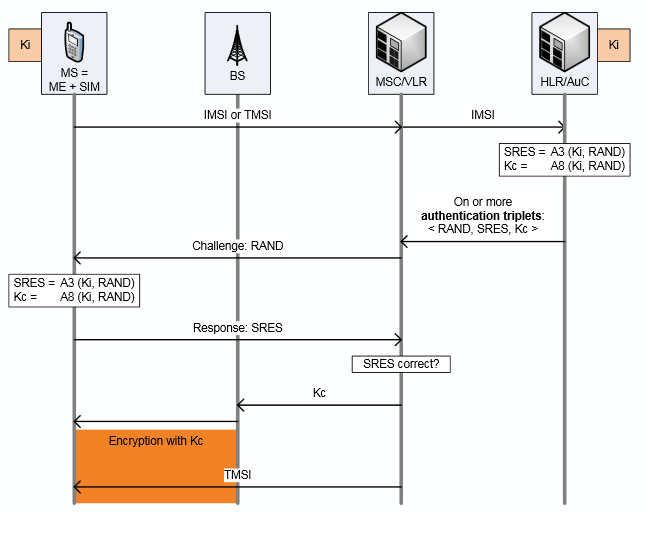 Ki
MS =
ME + SIM
BS
MSC/VLR
HLR/AuC
Ki
IMSI or TMSI
IMSI
SRES = A3 (Ki, RAND)
Kc = A8 (Ki, RAND)
On or more
authentication triplets:
< RAND, SRES, Kc >
Challenge: RAND
SRES = A3 (Ki, RAND)
Kc = A8 (Ki, RAND)
Response: SRES
SRES correct?
Kc
Encryption with Kc
TMSI